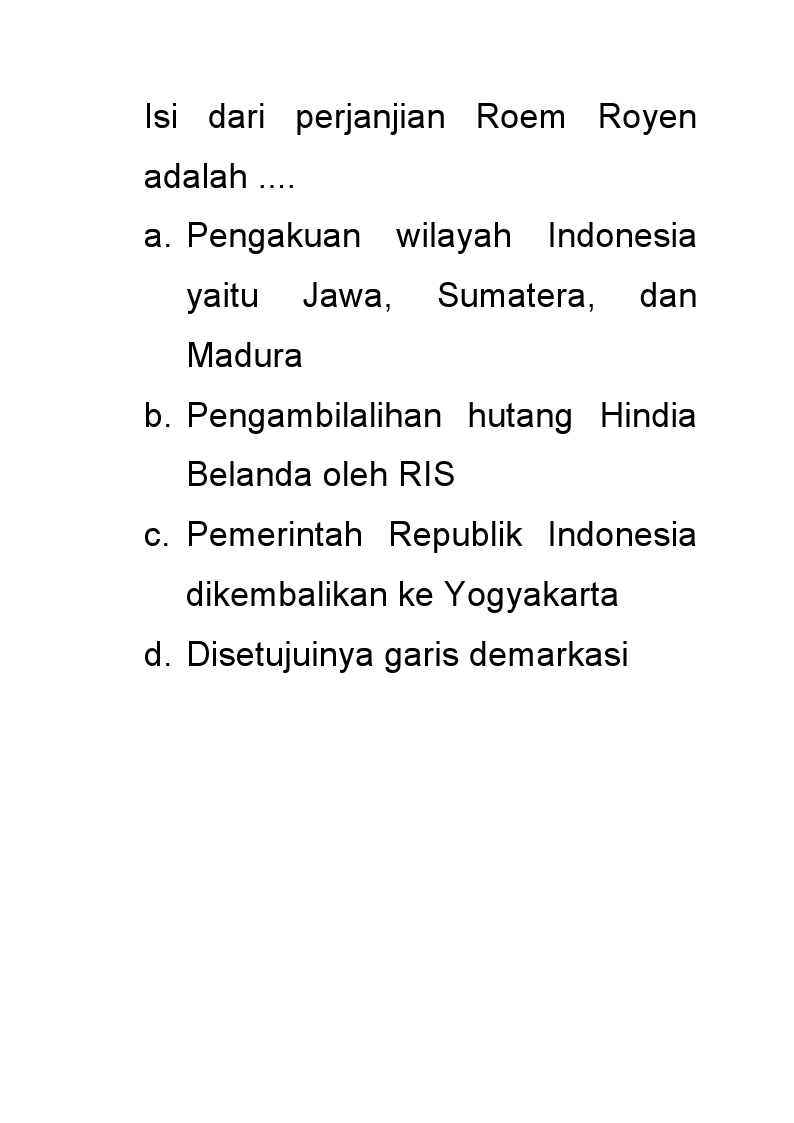 Isi dari perjanjian Roem Royen
adalah ....
a. Pengakuan wilayah Indonesia
yaitu Jawa, Sumatera, dan
Madura
b. Pengambilalihan hutang Hindia
Belanda oleh RIS
c. Pemerintah Republik Indonesia
dikembalikan ke Yogyakarta
d. Disetujuinya garis demarkasi